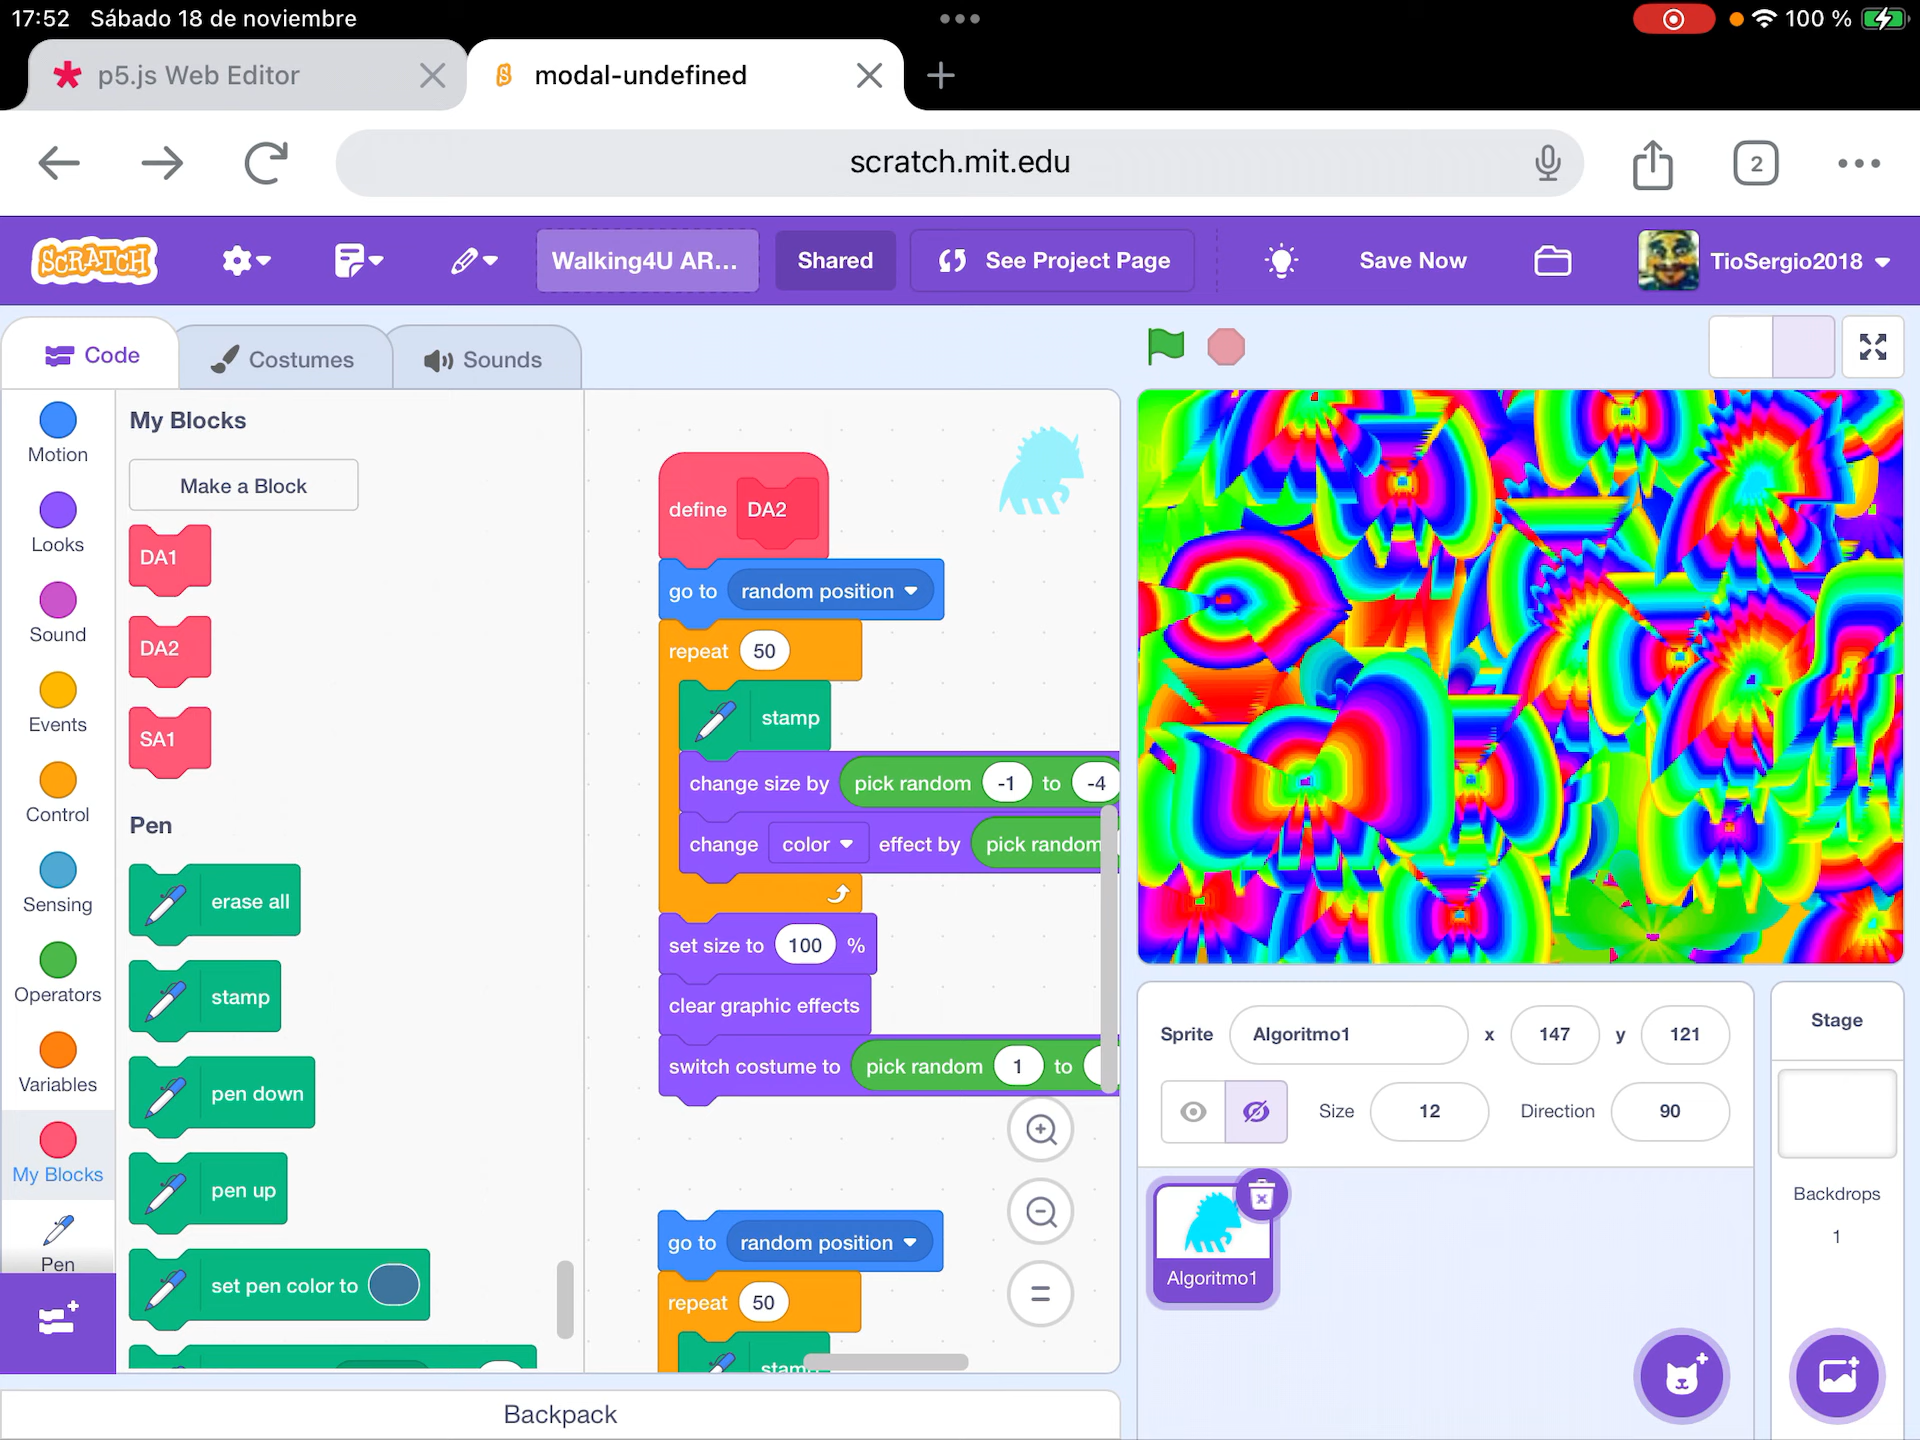 17:52 Sábado 18 de noviembre
100 %
p5.js Web Editor
modal-undefined
scratch.mit.edu
2
SCRATCH
Walking4U AR...
Shared
See Project Page
Save Now
TioSergio2018
Code
Costumes
Sounds
Motion
Looks
Sound
Events
Control
Sensing
Operators
Variables
My Blocks
Pen
My Blocks
Make a Block
DA1
DA2
SA1
Pen
erase all
stamp
pen down
pen up
set pen color to
define DA2
go to random position
repeat 50
stamp
change size by pick random -1 to -4
change color effect by pick random
set size to 100 %
clear graphic effects
switch costume to pick random 1 to
go to random position
repeat 50
stamp
Backpack
Sprite Algoritmo1 x 147 y 121
Size 12 Direction 90
Algoritmo1
Stage
Backdrops
1